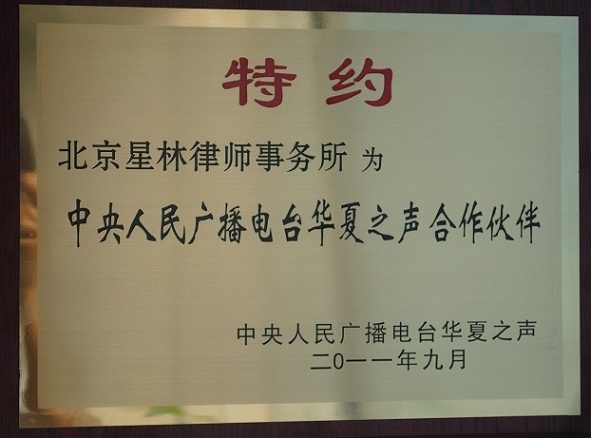 特约
北京星林律师事务所 为
中央人民广播电台华夏之声合作伙伴
中央人民广播电台华夏之声
二0一一年九月